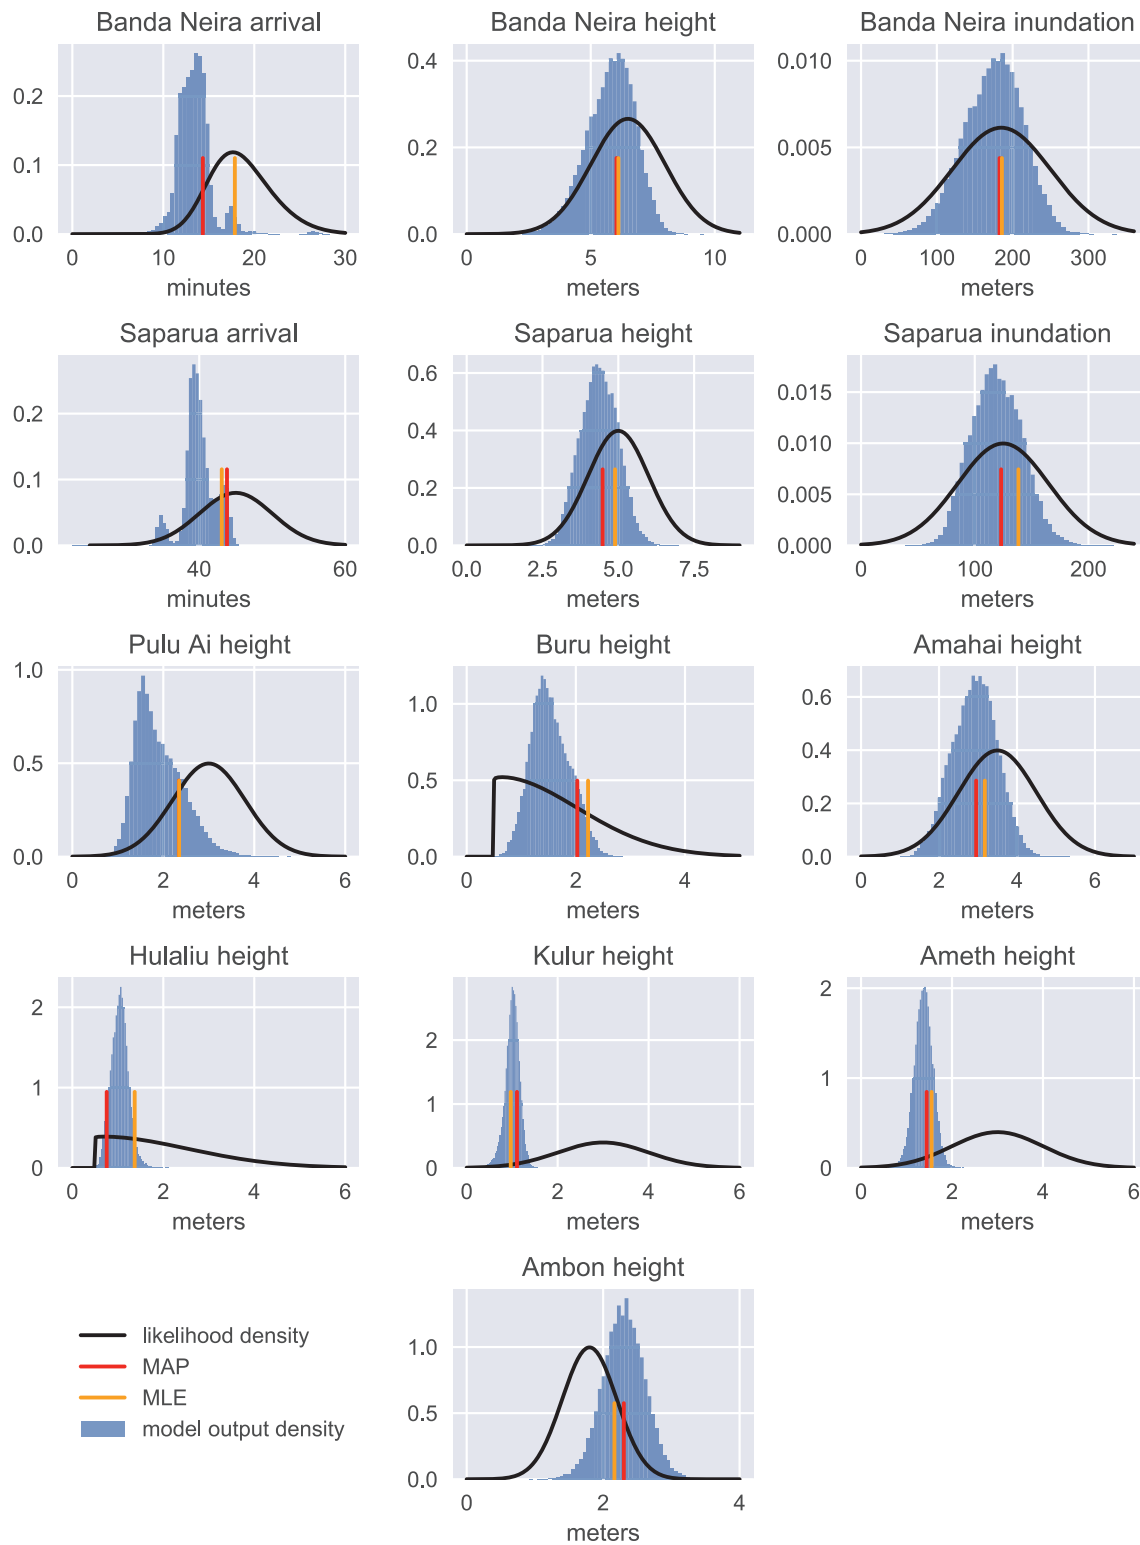 Banda Neira arrival
0.2
0.1
0.0
0 10 20 30
minutes
Banda Neira height
0.4
0.2
0.0
0 5 10
meters
Banda Neira inundation
0.010
0.005
0.000
0 100 200 300
meters
Saparua arrival
0.2
0.1
0.0
40 60
minutes
Saparua height
0.6
0.4
0.2
0.0
0.0 2.5 5.0 7.5
meters
Saparua inundation
0.015
0.010
0.005
0.000
0 100 200
meters
Pulu Ai height
1.0
0.5
0.0
0 2 4 6
meters
Buru height
1.0
0.5
0.0
0 2 4
meters
Amahai height
0.6
0.4
0.2
0.0
0 2 4 6
meters
Hulaliu height
2
1
0
0 2 4 6
meters
Kulur height
2
1
0
0 2 4 6
meters
Ameth height
2
1
0
0 2 4 6
meters
likelihood density
MAP
MLE
model output density
Ambon height
1.0
0.5
0.0
0 2 4
meters